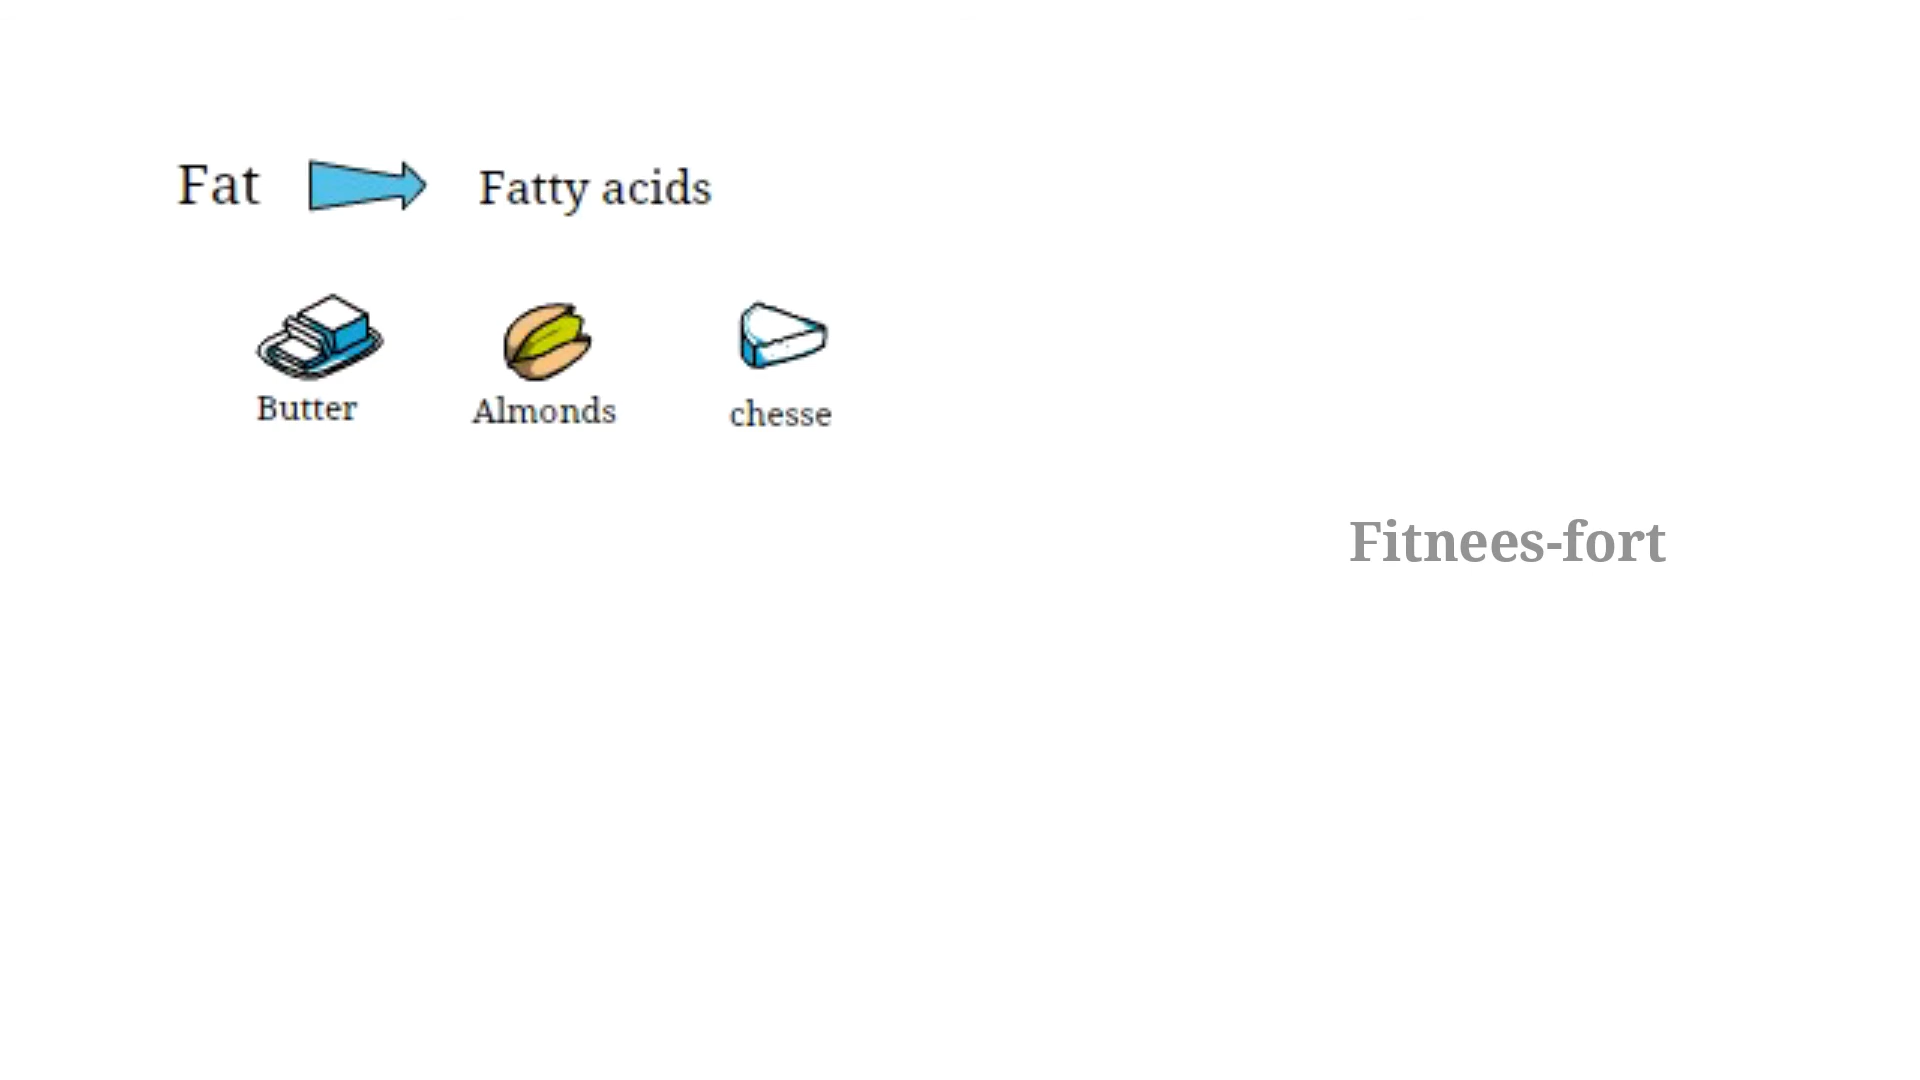 Fat
Fatty acids
Butter
Almonds
chesse
Fitnees-fort